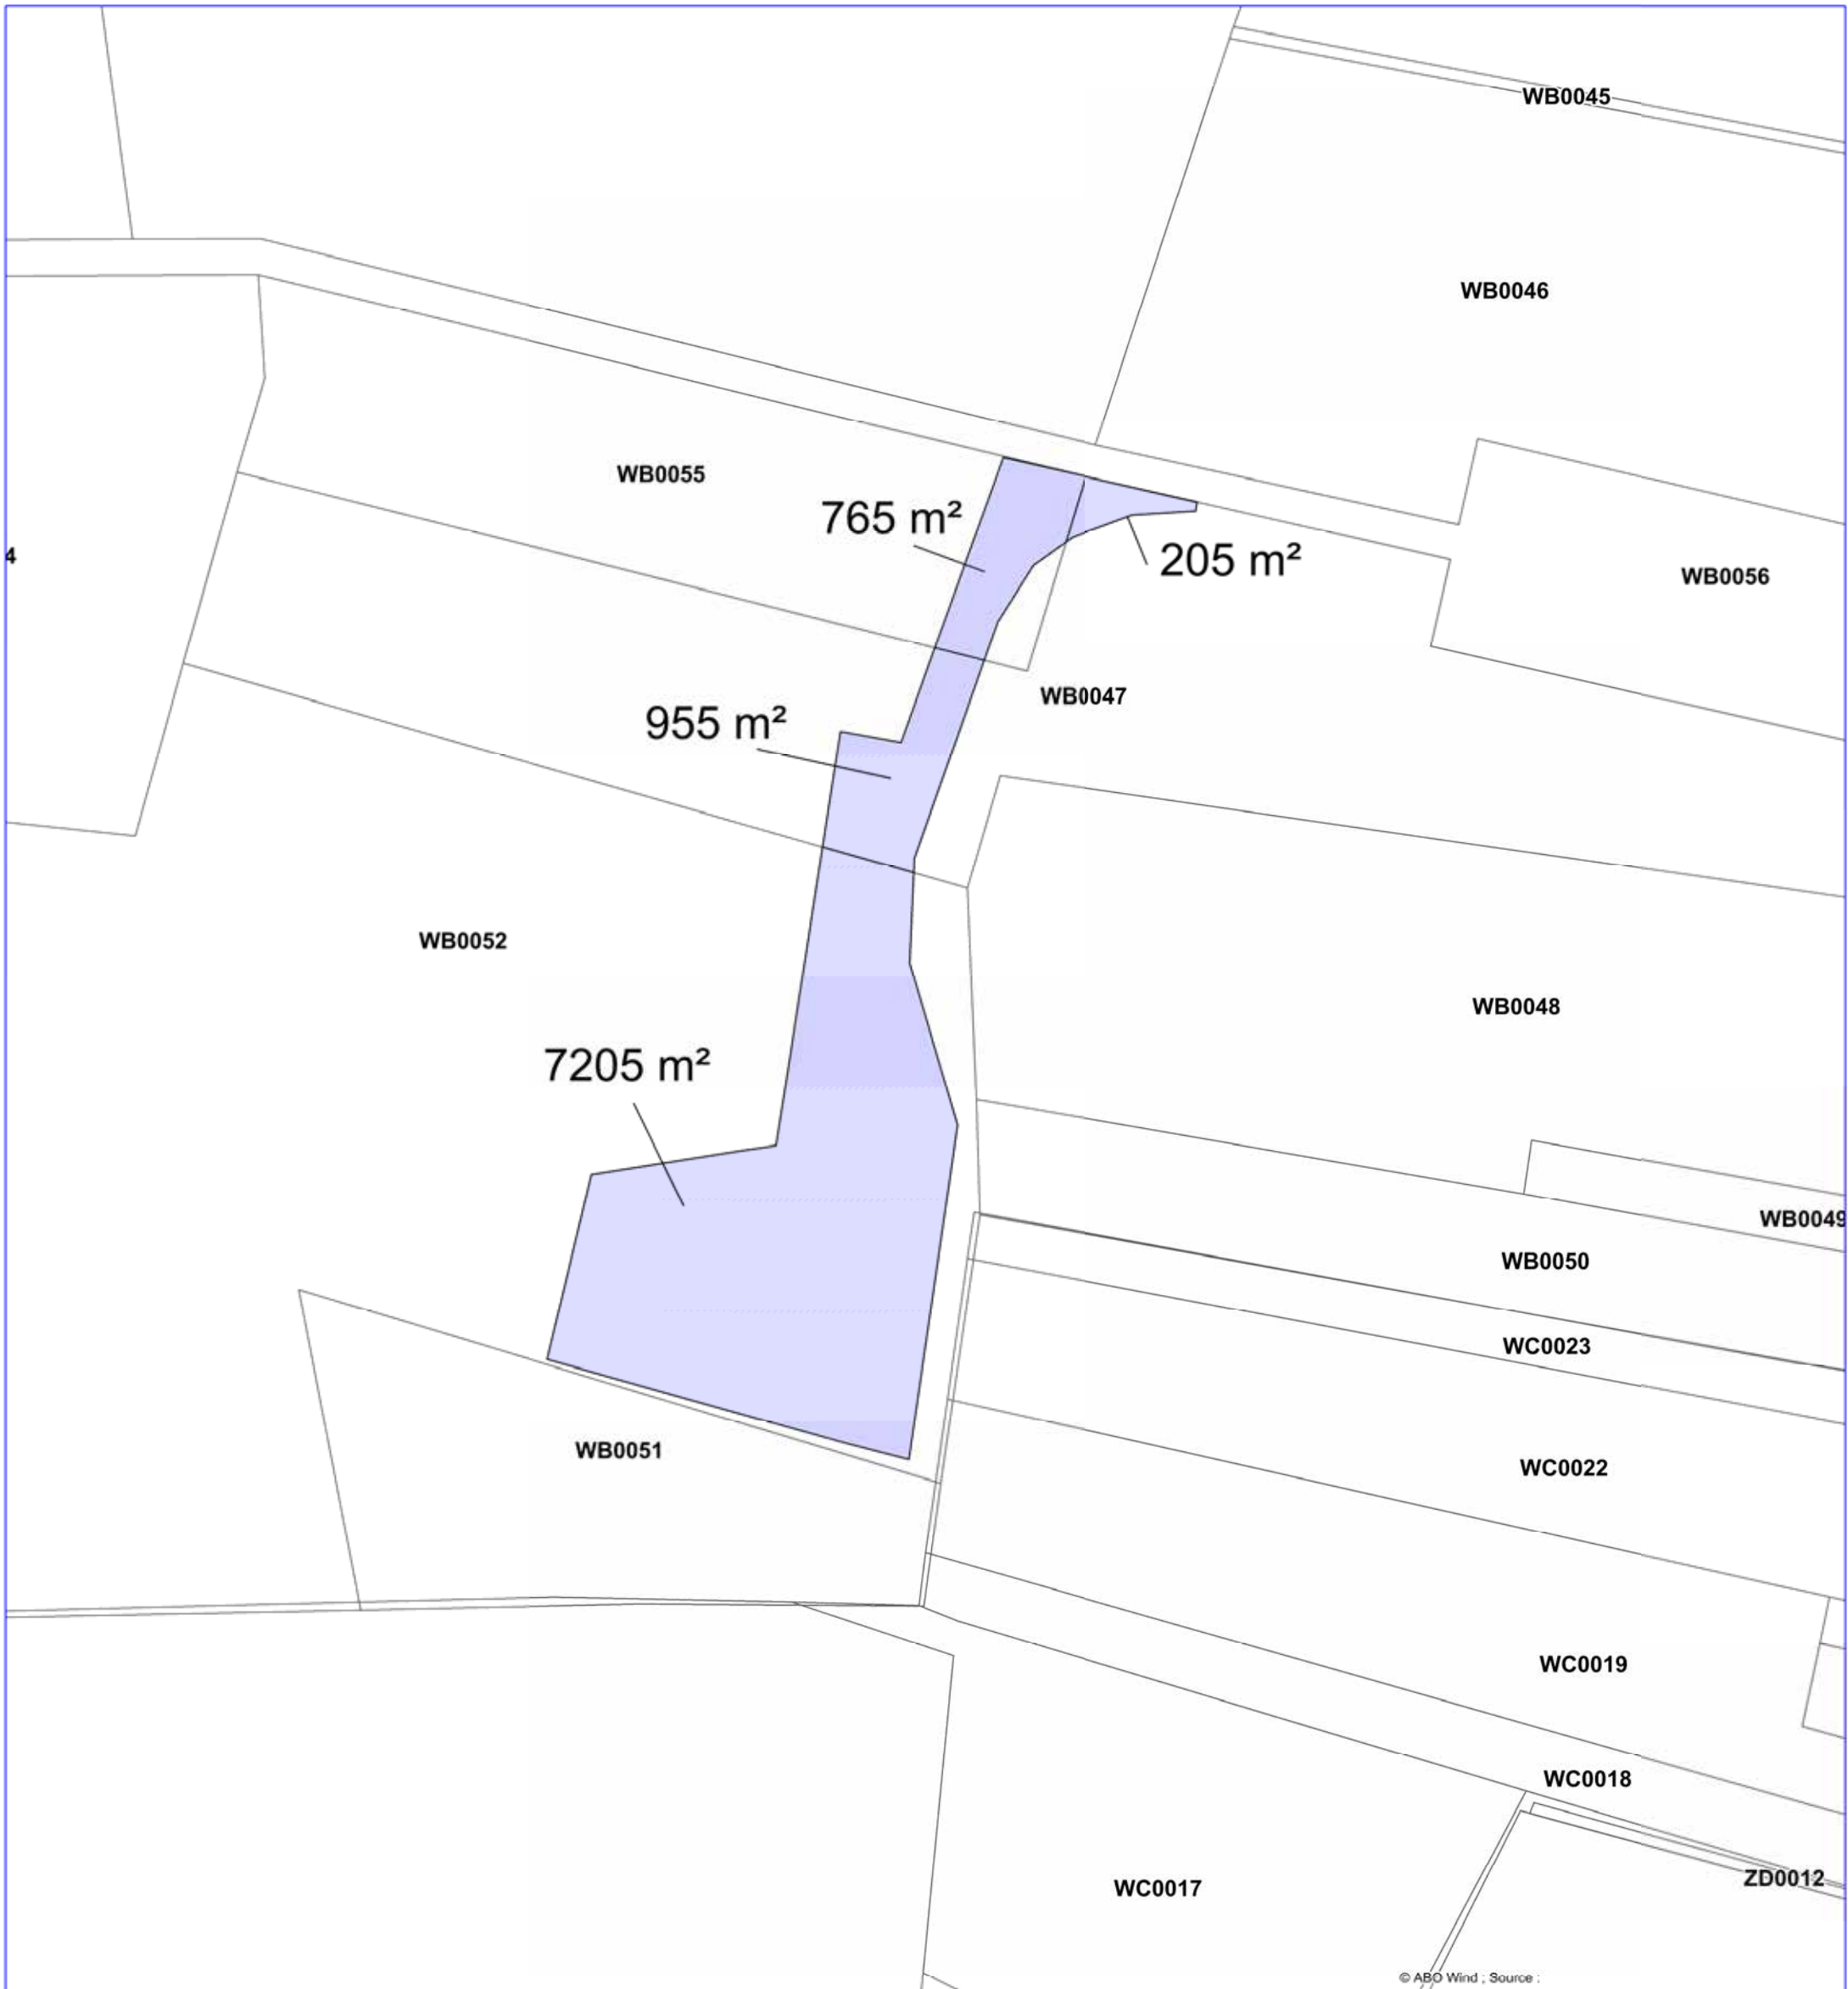 WB0045
WB0046
WB0055
765 m²
205 m²
4
WB0056
WB0047
955 m²
WB0052
WB0048
7205 m²
WB0049
WB0050
WC0023
WB0051
WC0022
WC0019
WC0018
ZD0012
WC0017
© ABO Wind ; Source :